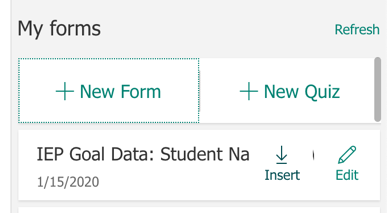 My forms
Refresh
+ New Form
+ New Quiz
IEP Goal Data: Student Na
Insert
Edit
1/15/2020